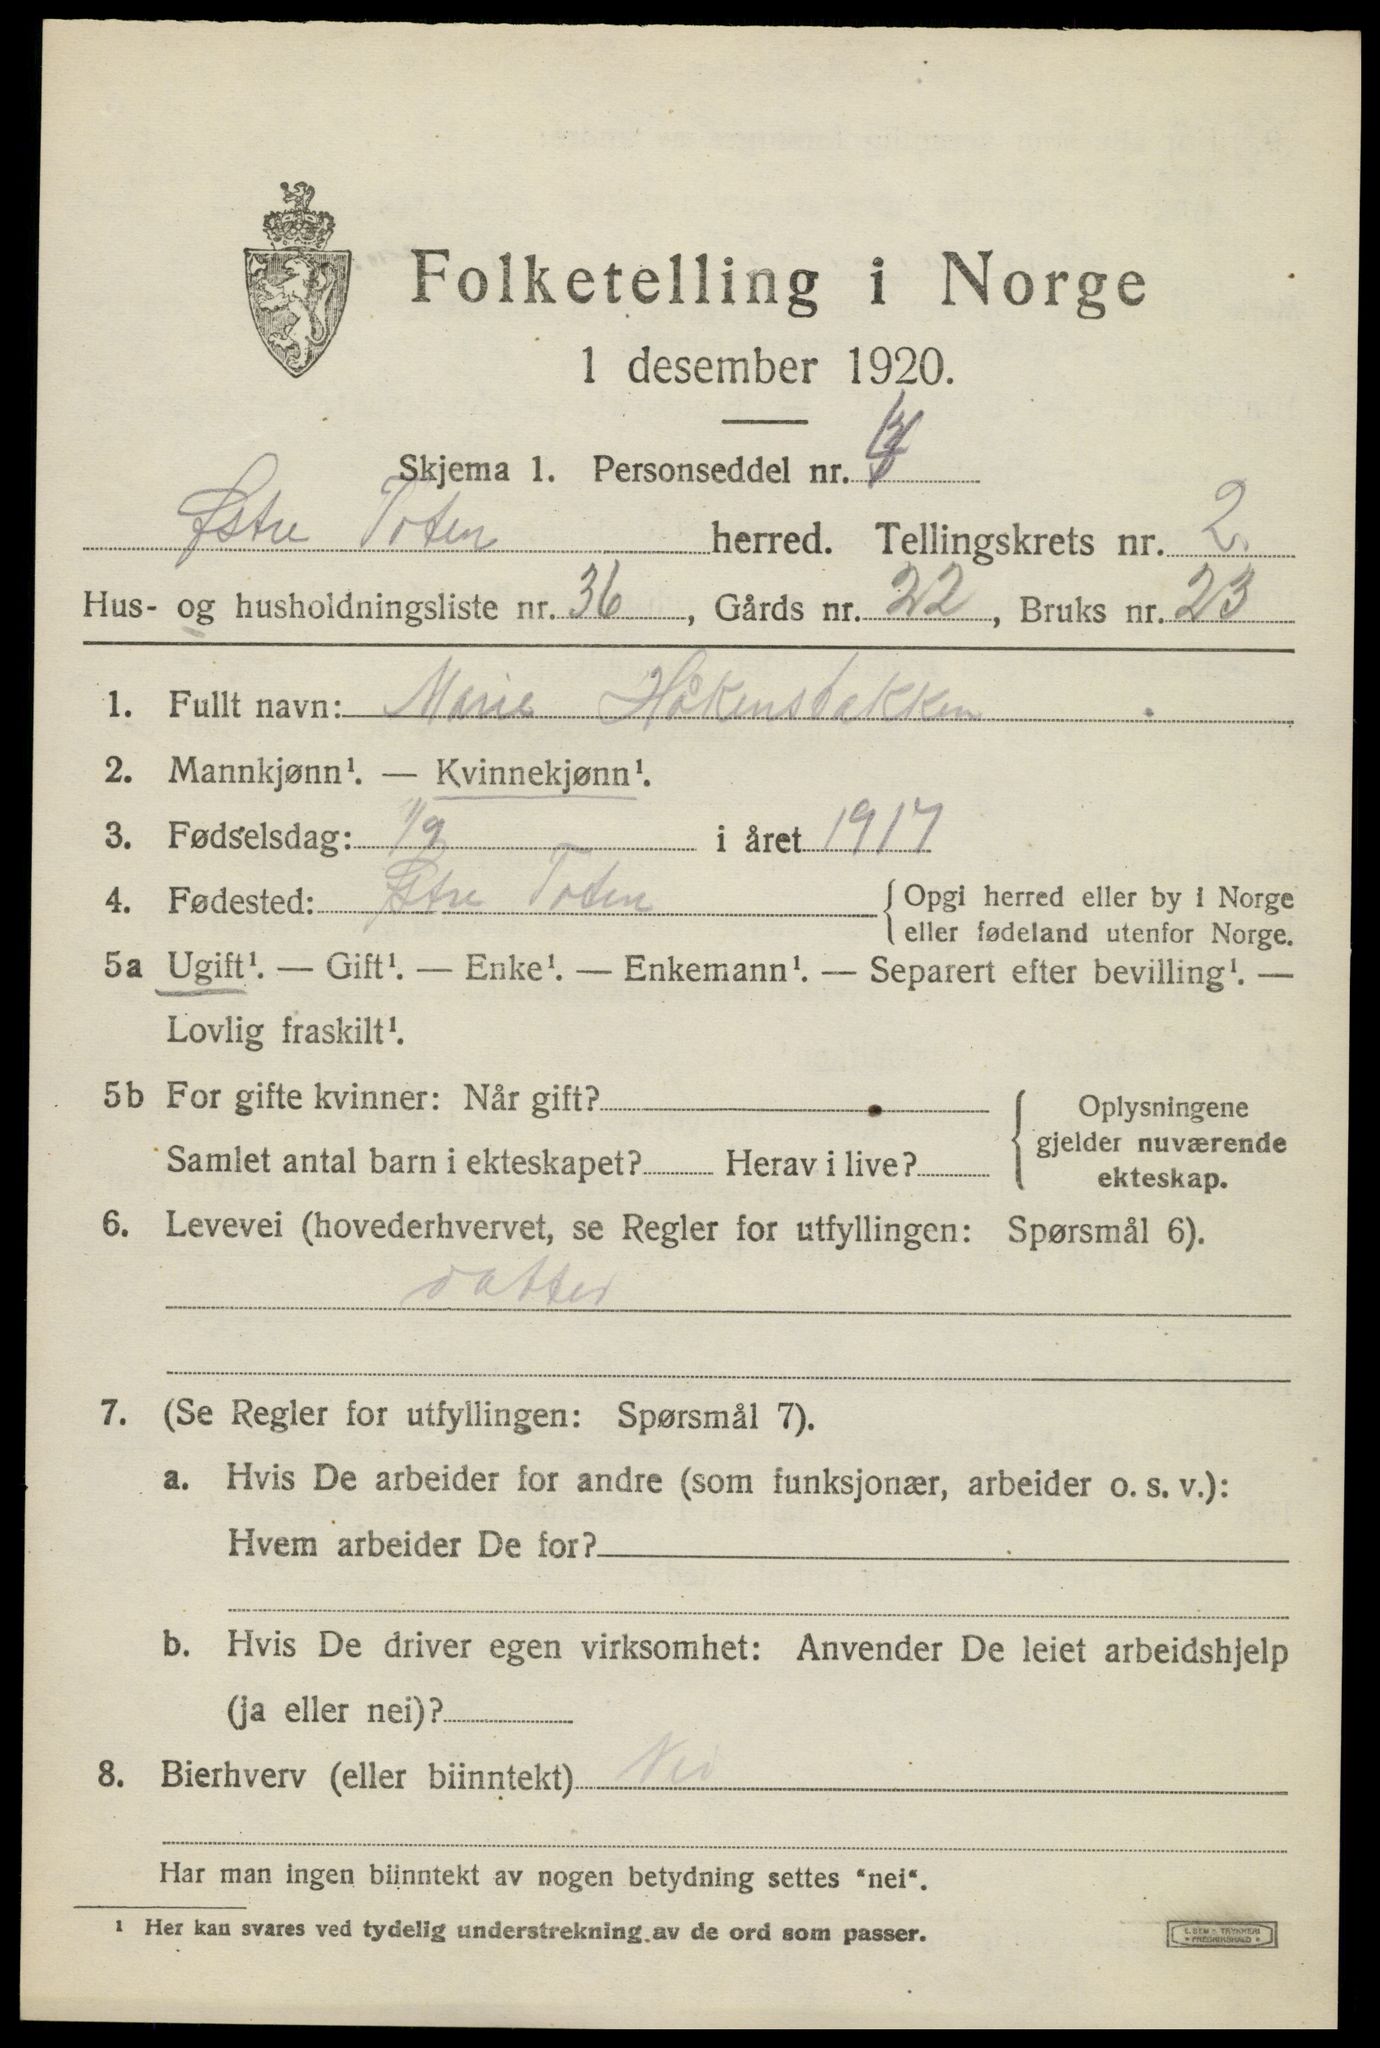 Folketelling i Norge
1 desember 1920.
Skjema 1. Personseddel nr.
Østre Toten herred. Tellingskrets nr. 2.
Hus- og husholdningsliste nr. 36, Gårds nr. 22, Bruks nr. 23
1. Fullt navn: Marie Håkenstakken
2. Mannkjønn¹. — Kvinnekjønn¹.
3. Fødselsdag: 1/9 i året 1917
4. Fødested: Østre Toten {Opgi herred eller by i Norge
eller fødeland utenfor Norge.
5a Ugift¹. — Gift¹. — Enke¹. — Enkemann¹. — Separert efter bevilling¹. —
Lovlig fraskilt¹.
5b For gifte kvinner: Når gift?
Samlet antal barn i ekteskapet? Herav i live?
Oplysningene
gjelder nuværende
ekteskap.
6. Levevei (hovederhvervet, se Regler for utfyllingen: Spørsmål 6).
datter
7. (Se Regler for utfyllingen: Spørsmål 7).
a. Hvis De arbeider for andre (som funksjonær, arbeider o. s. v.):
Hvem arbeider De for?
b. Hvis De driver egen virksomhet: Anvender De leiet arbeidshjelp
(ja eller nei)?
8. Bierhverv (eller biinntekt) Nei
Har man ingen biinntekt av nogen betydning settes "nei".
¹ Her kan svares ved tydelig understrekning av de ord som passer.
E. SEM - TRYKKERI
FREDRIKSHALD